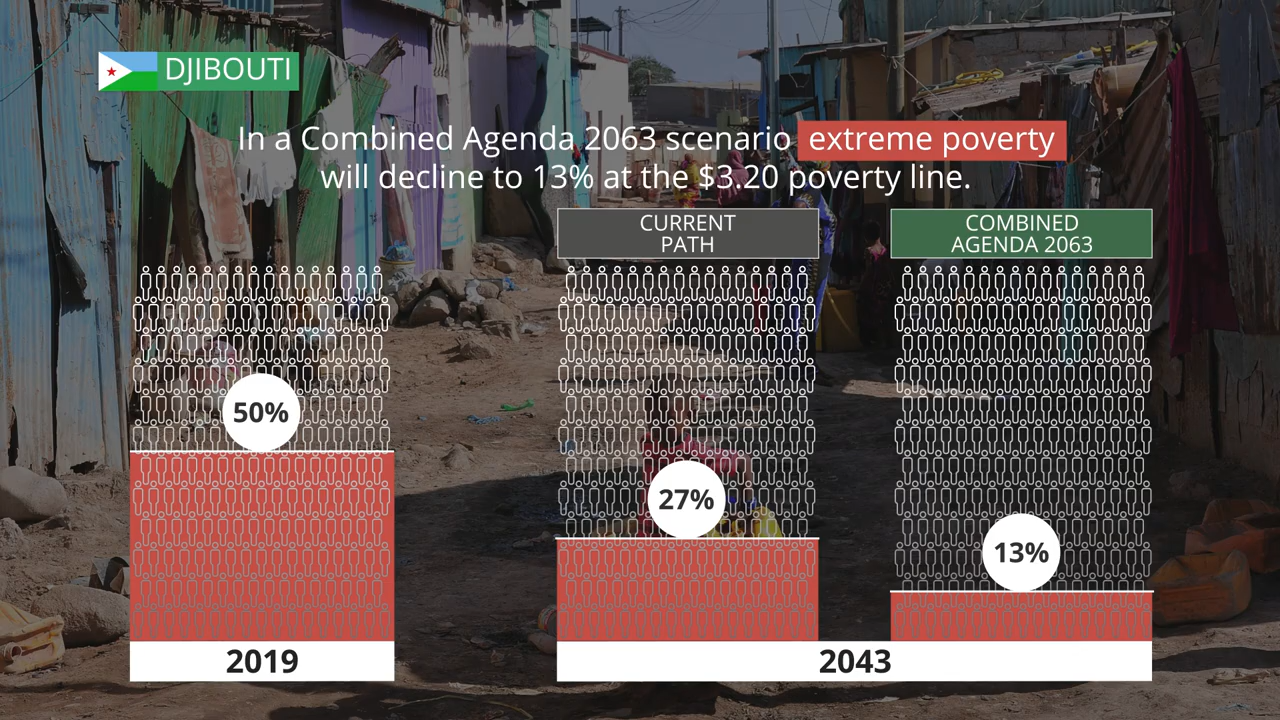 DJIBOUTI
In a Combined Agenda 2063 scenario extreme poverty
will decline to 13% at the $3.20 poverty line.
CURRENT
PATH
COMBINED
AGENDA 2063
50%
27%
13%
2019
2043